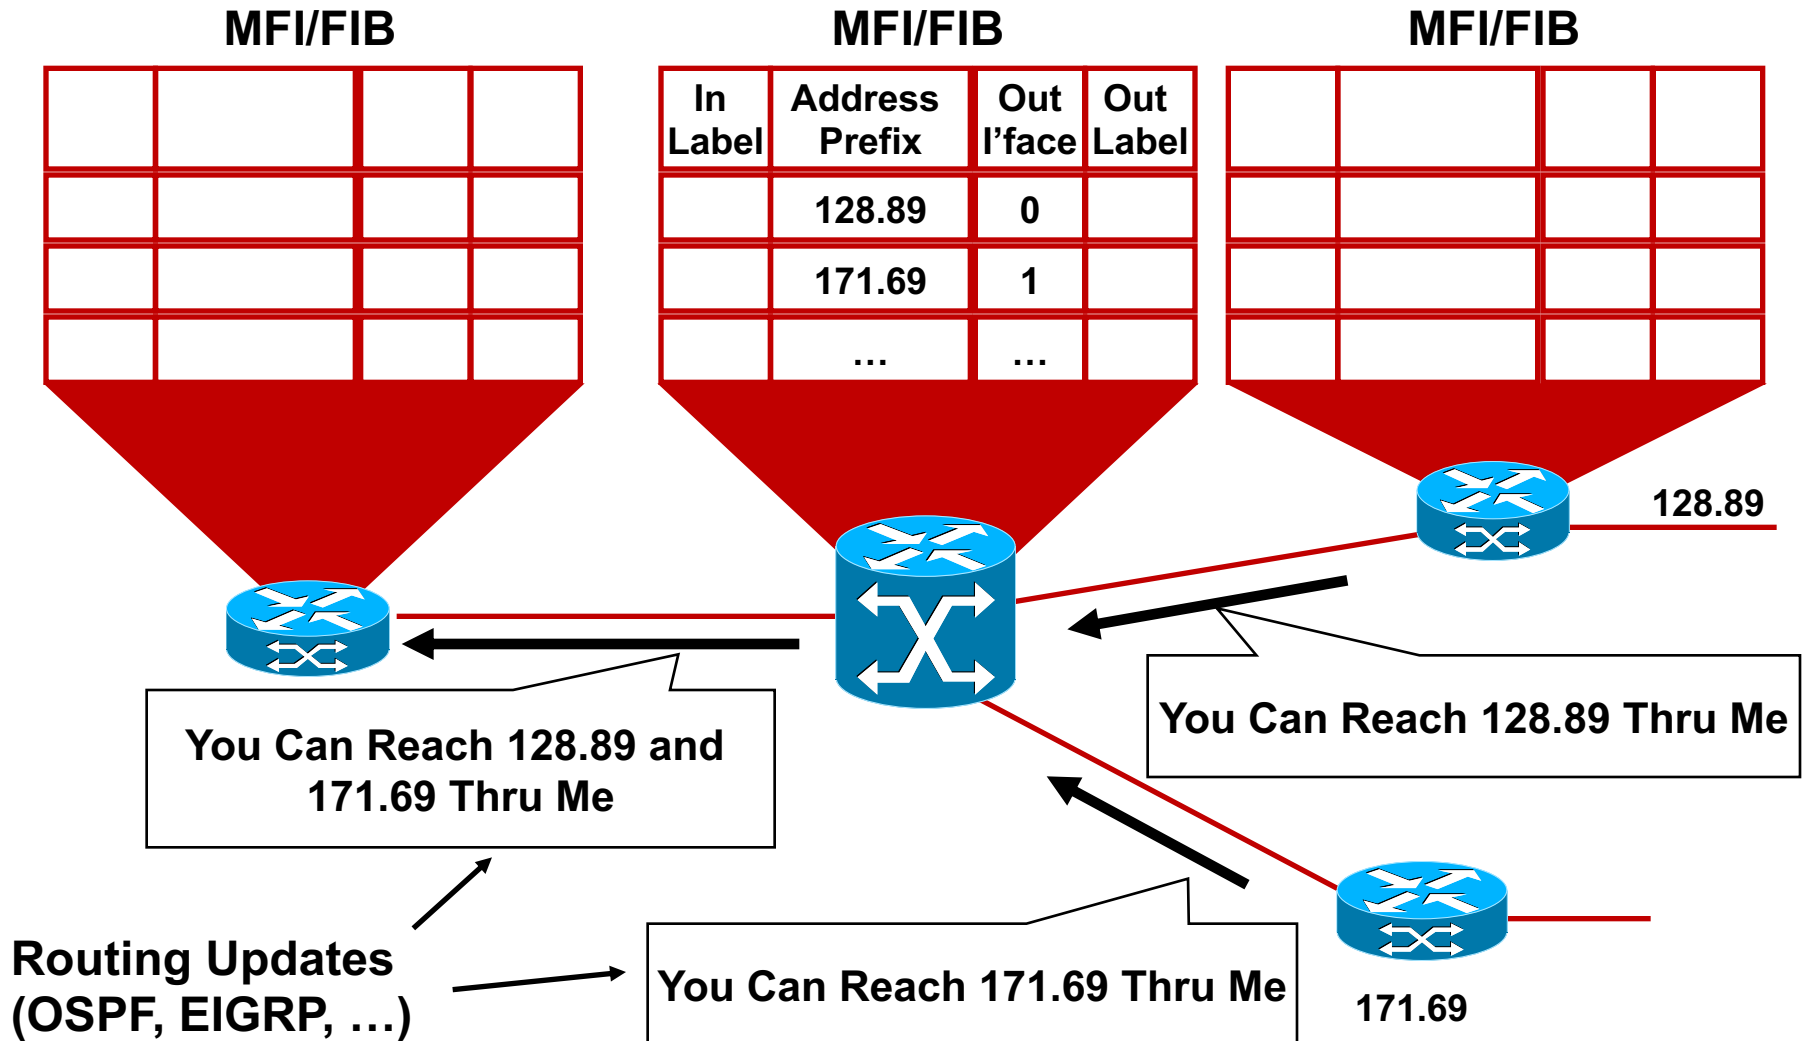 MFI/FIB
MFI/FIB
MFI/FIB
In
Label
Address
Prefix
Out
I’face
Out
Label
128.89
0
171.69
1
…
…
128.89
You Can Reach 128.89 Thru Me
You Can Reach 128.89 and
171.69 Thru Me
Routing Updates
(OSPF, EIGRP, …)
You Can Reach 171.69 Thru Me
171.69